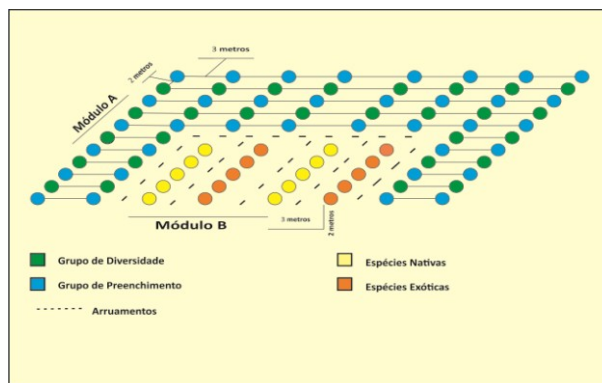 3 metros
2 metros
Módulo A
Módulo B
3 metros
2 metros
Grupo de Diversidade
Espécies Nativas
Grupo de Preenchimento
Espécies Exóticas
Arruamentos